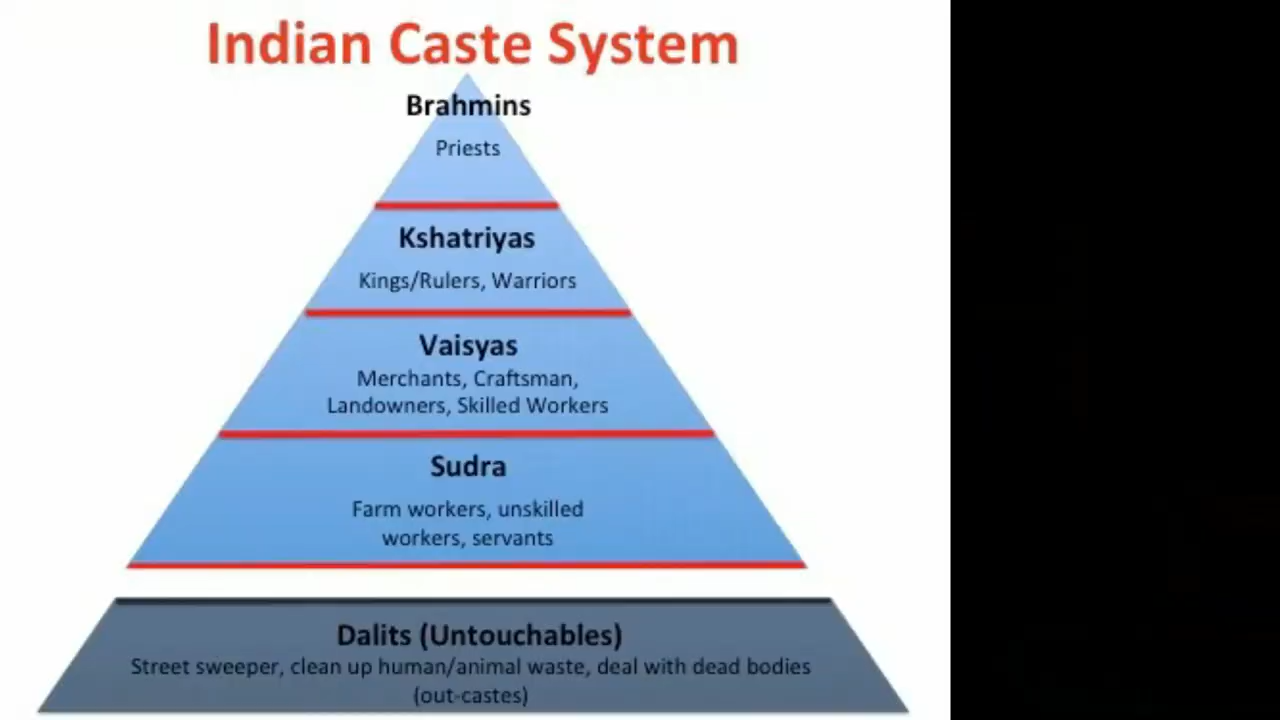 Indian Caste System
Brahmins
Priests
Kshatriyas
Kings/Rulers, Warriors
Vaisyas
Merchants, Craftsman,
Landowners, Skilled Workers
Sudra
Farm workers, unskilled
workers, servants
Dalits (Untouchables)
Street sweeper, clean up human/animal waste, deal with dead bodies
(out-castes)